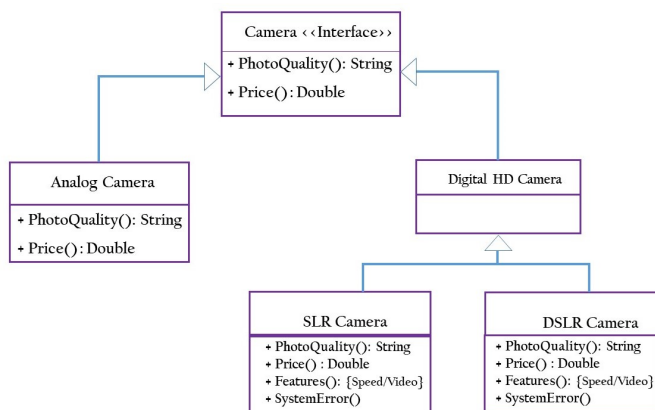 Camera ‹‹Interface››
+ PhotoQuality(): String
+ Price() : Double
Analog Camera
+ PhotoQuality(): String
+ Price() : Double
Digital HD Camera
SLR Camera
+ PhotoQuality(): String
+ Price() : Double
+ Features(): {Speed/Video}
+ SystemError()
DSLR Camera
+ PhotoQuality(): String
+ Price() : Double
+ Features(): {Speed/Video}
+ SystemError()